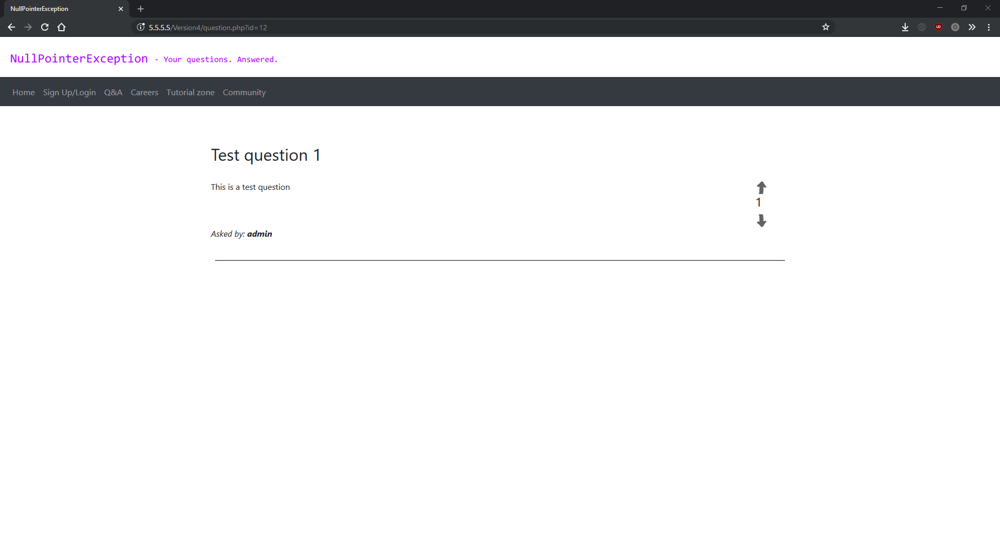 NullPointerException
5.5.5.5/Version4/question.php?id=12
NullPointerException - Your questions. Answered.
Home Sign Up/Login Q&A Careers Tutorial zone Community
Test question 1
This is a test question
1
Asked by: admin